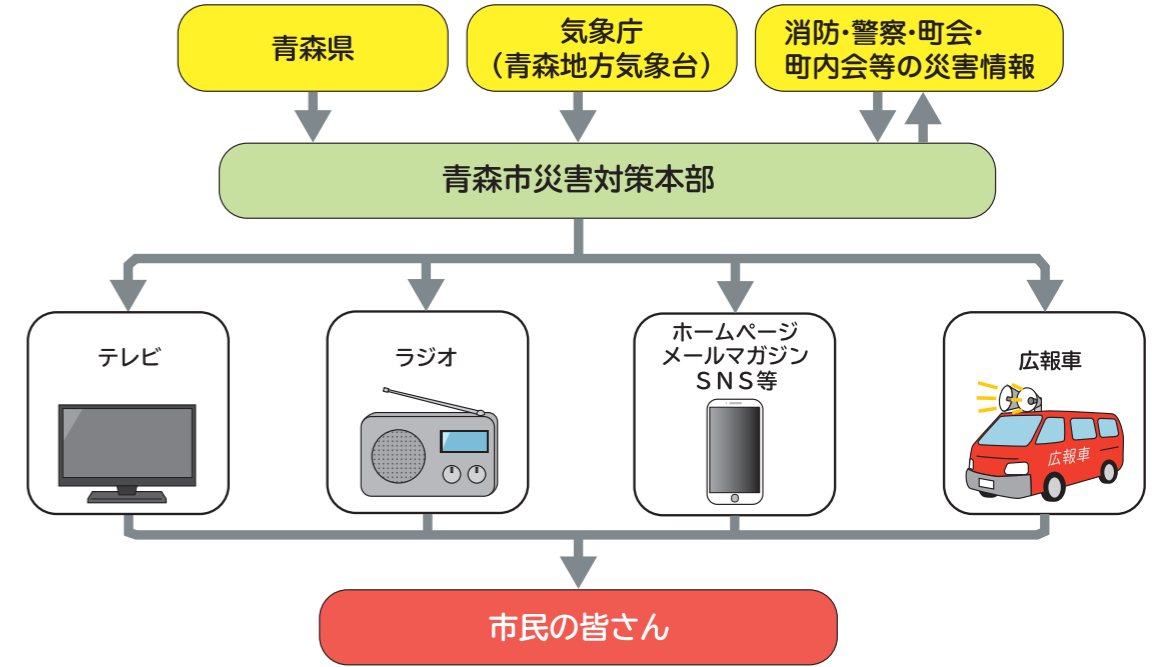 青森県
気象庁
（青森地方気象台）
消防・警察・町会・
町内会等の災害情報
青森市災害対策本部
テレビ
ラジオ
ホームページ
メールマガジン
ＳＮＳ等
広報車
広報車
市民の皆さん